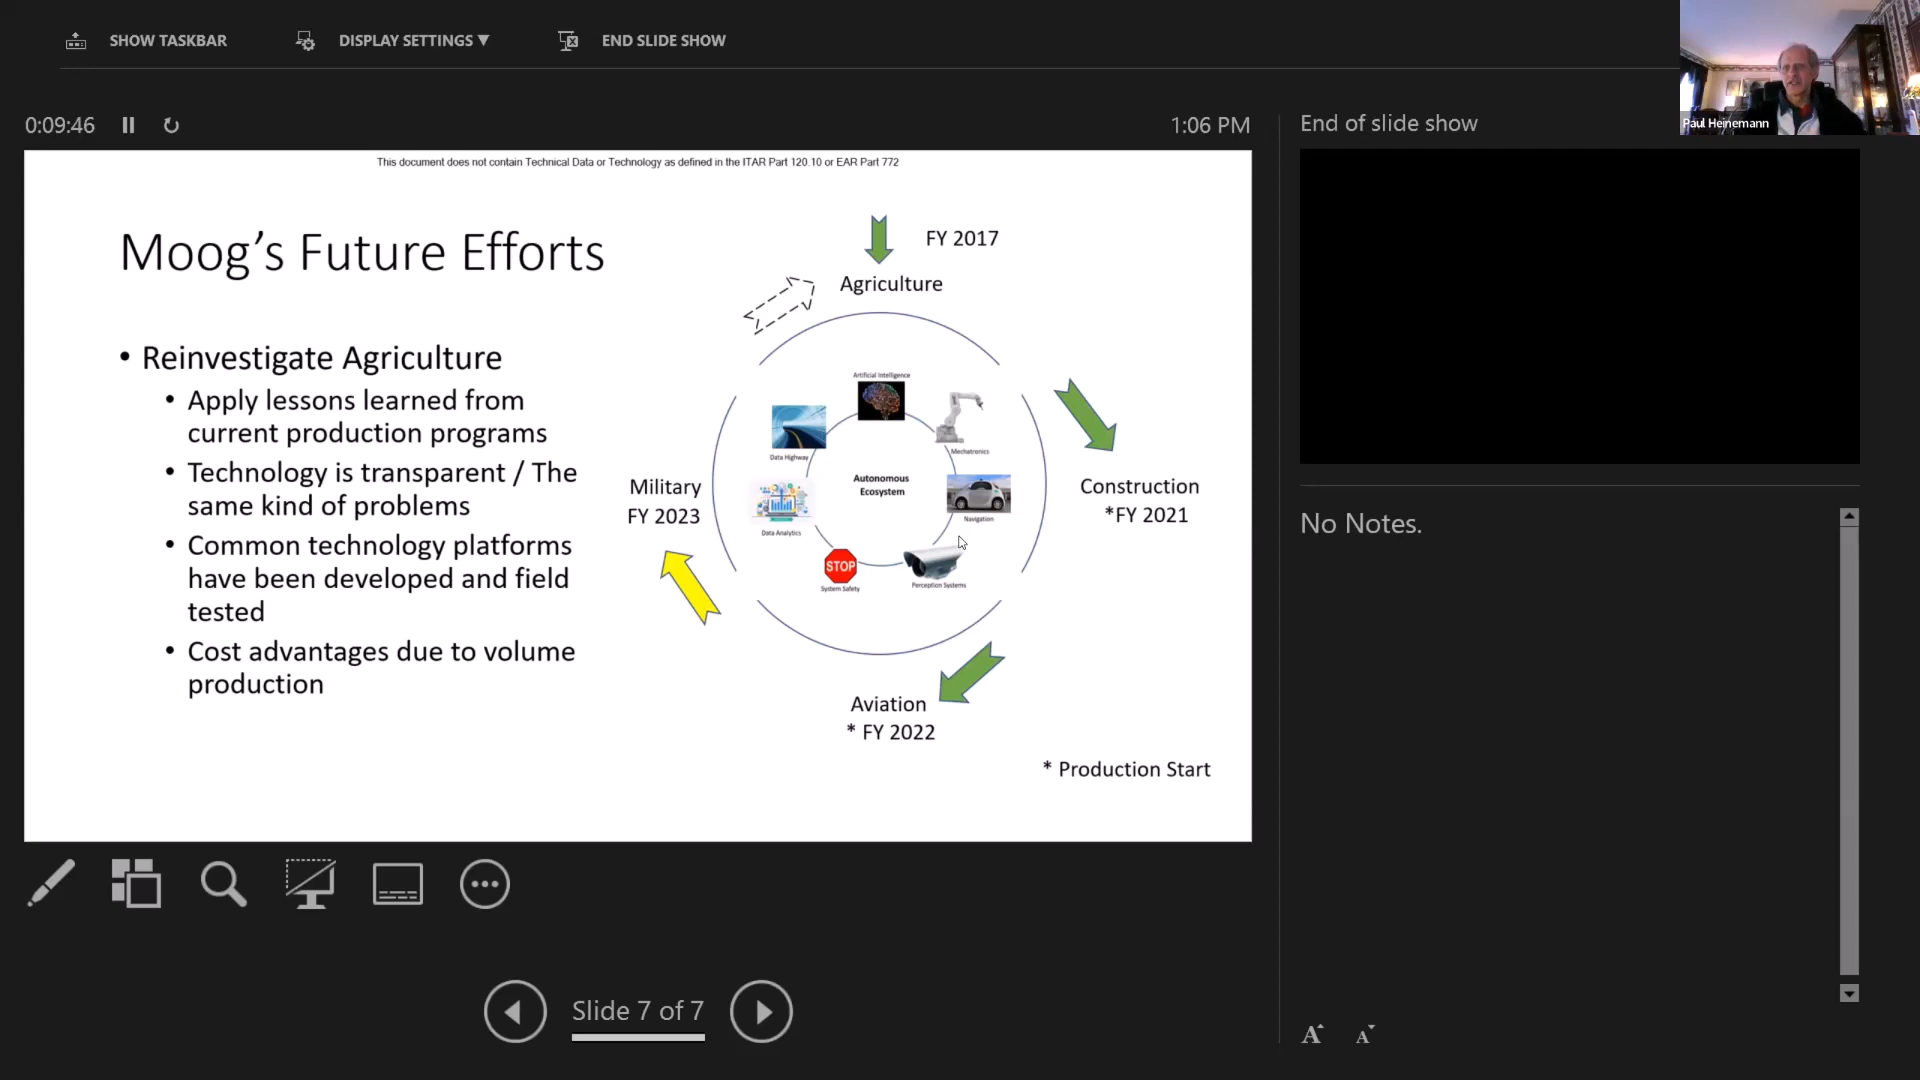 SHOW TASKBAR
DISPLAY SETTINGS ▼
END SLIDE SHOW
Paul Heinemann
0:09:46
1:06 PM
End of slide show
This document does not contain Technical Data or Technology as defined in the ITAR Part 120.10 or EAR Part 772
Moog’s Future Efforts
• Reinvestigate Agriculture
• Apply lessons learned from
current production programs
• Technology is transparent / The
same kind of problems
• Common technology platforms
have been developed and field
tested
• Cost advantages due to volume
production
FY 2017
Agriculture
Artificial Intelligence
Mechatronics
Data Highway
Autonomous
Ecosystem
Navigation
Data Analytics
STOP
System Safety
Perception Systems
Military
FY 2023
Construction
*FY 2021
Aviation
* FY 2022
* Production Start
No Notes.
Slide 7 of 7
A
A